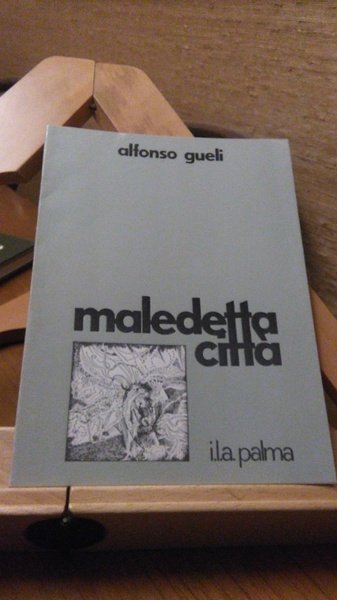 alfonso gueli
maledetta
città
i.l.a. palma